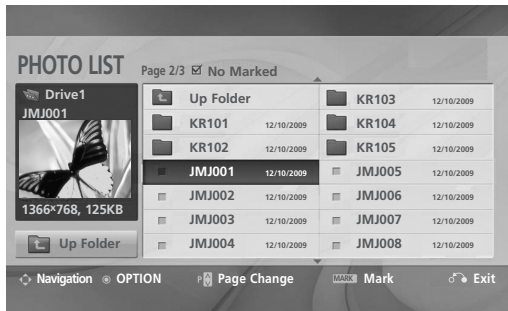 PHOTO LIST
Page 2/3 No Marked
Drive1
JMJ001
1366×768, 125KB
Up Folder
Up Folder
KR101 12/10/2009
KR102 12/10/2009
JMJ001 12/10/2009
JMJ002 12/10/2009
JMJ003 12/10/2009
JMJ004 12/10/2009
KR103 12/10/2009
KR104 12/10/2009
KR105 12/10/2009
JMJ005 12/10/2009
JMJ006 12/10/2009
JMJ007 12/10/2009
JMJ008 12/10/2009
Navigation OPTION P Page Change MARK Mark Exit